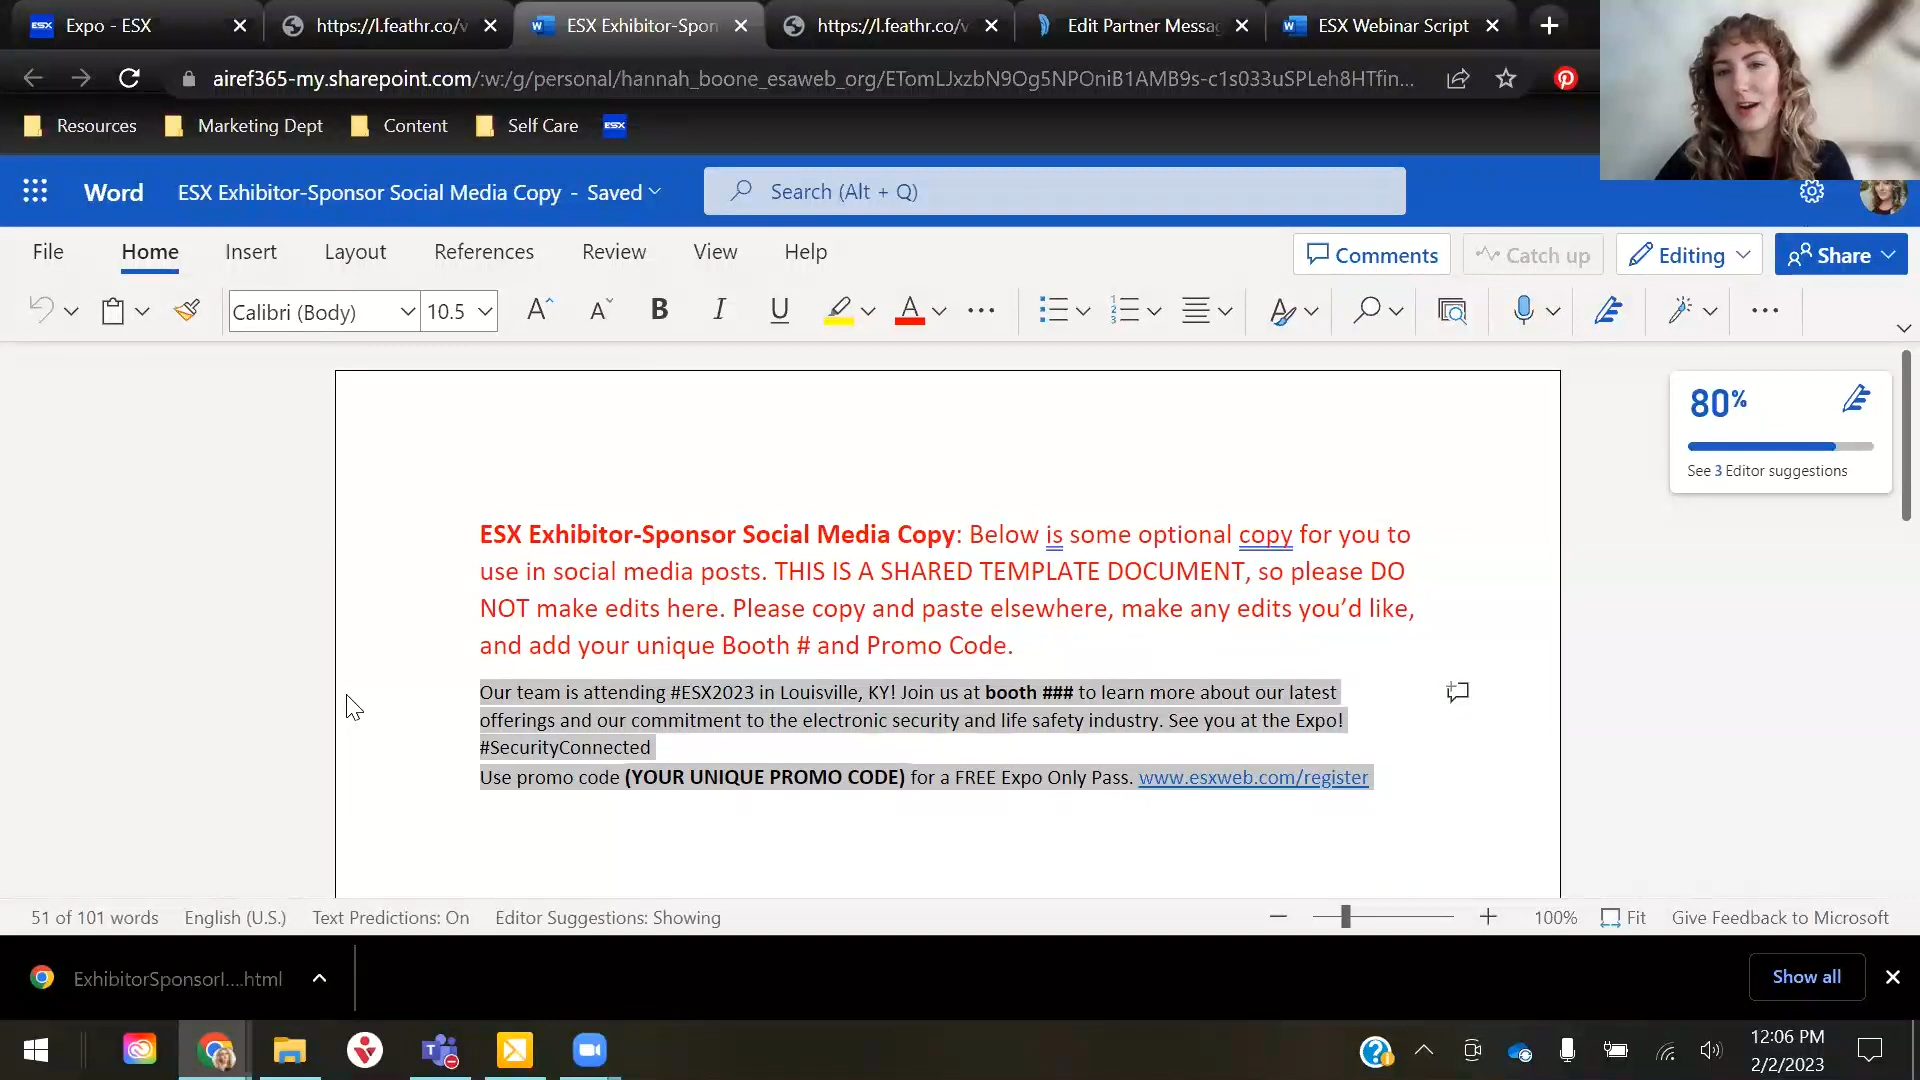 Expo - ESX
https://l.feathr.co/v
ESX Exhibitor-Spon
https://l.feathr.co/v
Edit Partner Messag
ESX Webinar Script
airef365-my.sharepoint.com/:w:/g/personal/hannah_boone_esaweb_org/ETomLJxzbN9Og5NPOniB1AMB9s-c1s033uSPLeh8HTfin...
Resources
Marketing Dept
Content
Self Care
ESX
Word
ESX Exhibitor-Sponsor Social Media Copy - Saved
Search (Alt + Q)
File
Home
Insert
Layout
References
Review
View
Help
Comments
Catch up
Editing
Share
Calibri (Body)
10.5
80%
See 3 Editor suggestions
ESX Exhibitor-Sponsor Social Media Copy: Below is some optional copy for you to
use in social media posts. THIS IS A SHARED TEMPLATE DOCUMENT, so please DO
NOT make edits here. Please copy and paste elsewhere, make any edits you’d like,
and add your unique Booth # and Promo Code.
Our team is attending #ESX2023 in Louisville, KY! Join us at booth ### to learn more about our latest
offerings and our commitment to the electronic security and life safety industry. See you at the Expo!
#SecurityConnected
Use promo code (YOUR UNIQUE PROMO CODE) for a FREE Expo Only Pass. www.esxweb.com/register
51 of 101 words
English (U.S.)
Text Predictions: On
Editor Suggestions: Showing
100%
Fit
Give Feedback to Microsoft
ExhibitorSponsorI....html
Show all
12:06 PM
2/2/2023